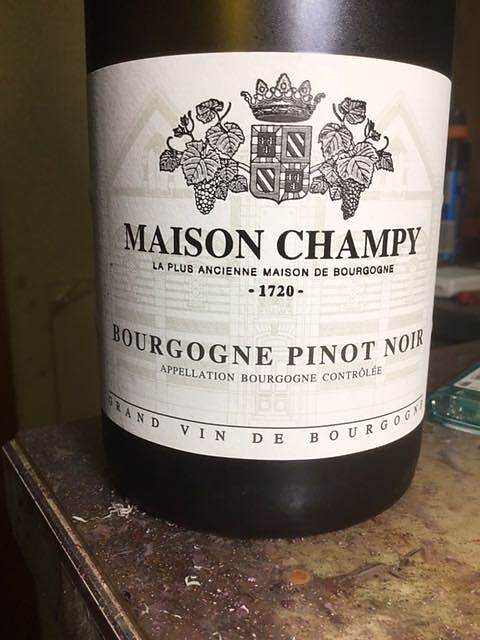 MAISON CHAMPY
LA PLUS ANCIENNE MAISON DE BOURGOGNE
- 1720 -
BOURGOGNE PINOT NOIR
APPELLATION BOURGOGNE CONTRÔLÉE
GRAND VIN DE BOURGOGNE